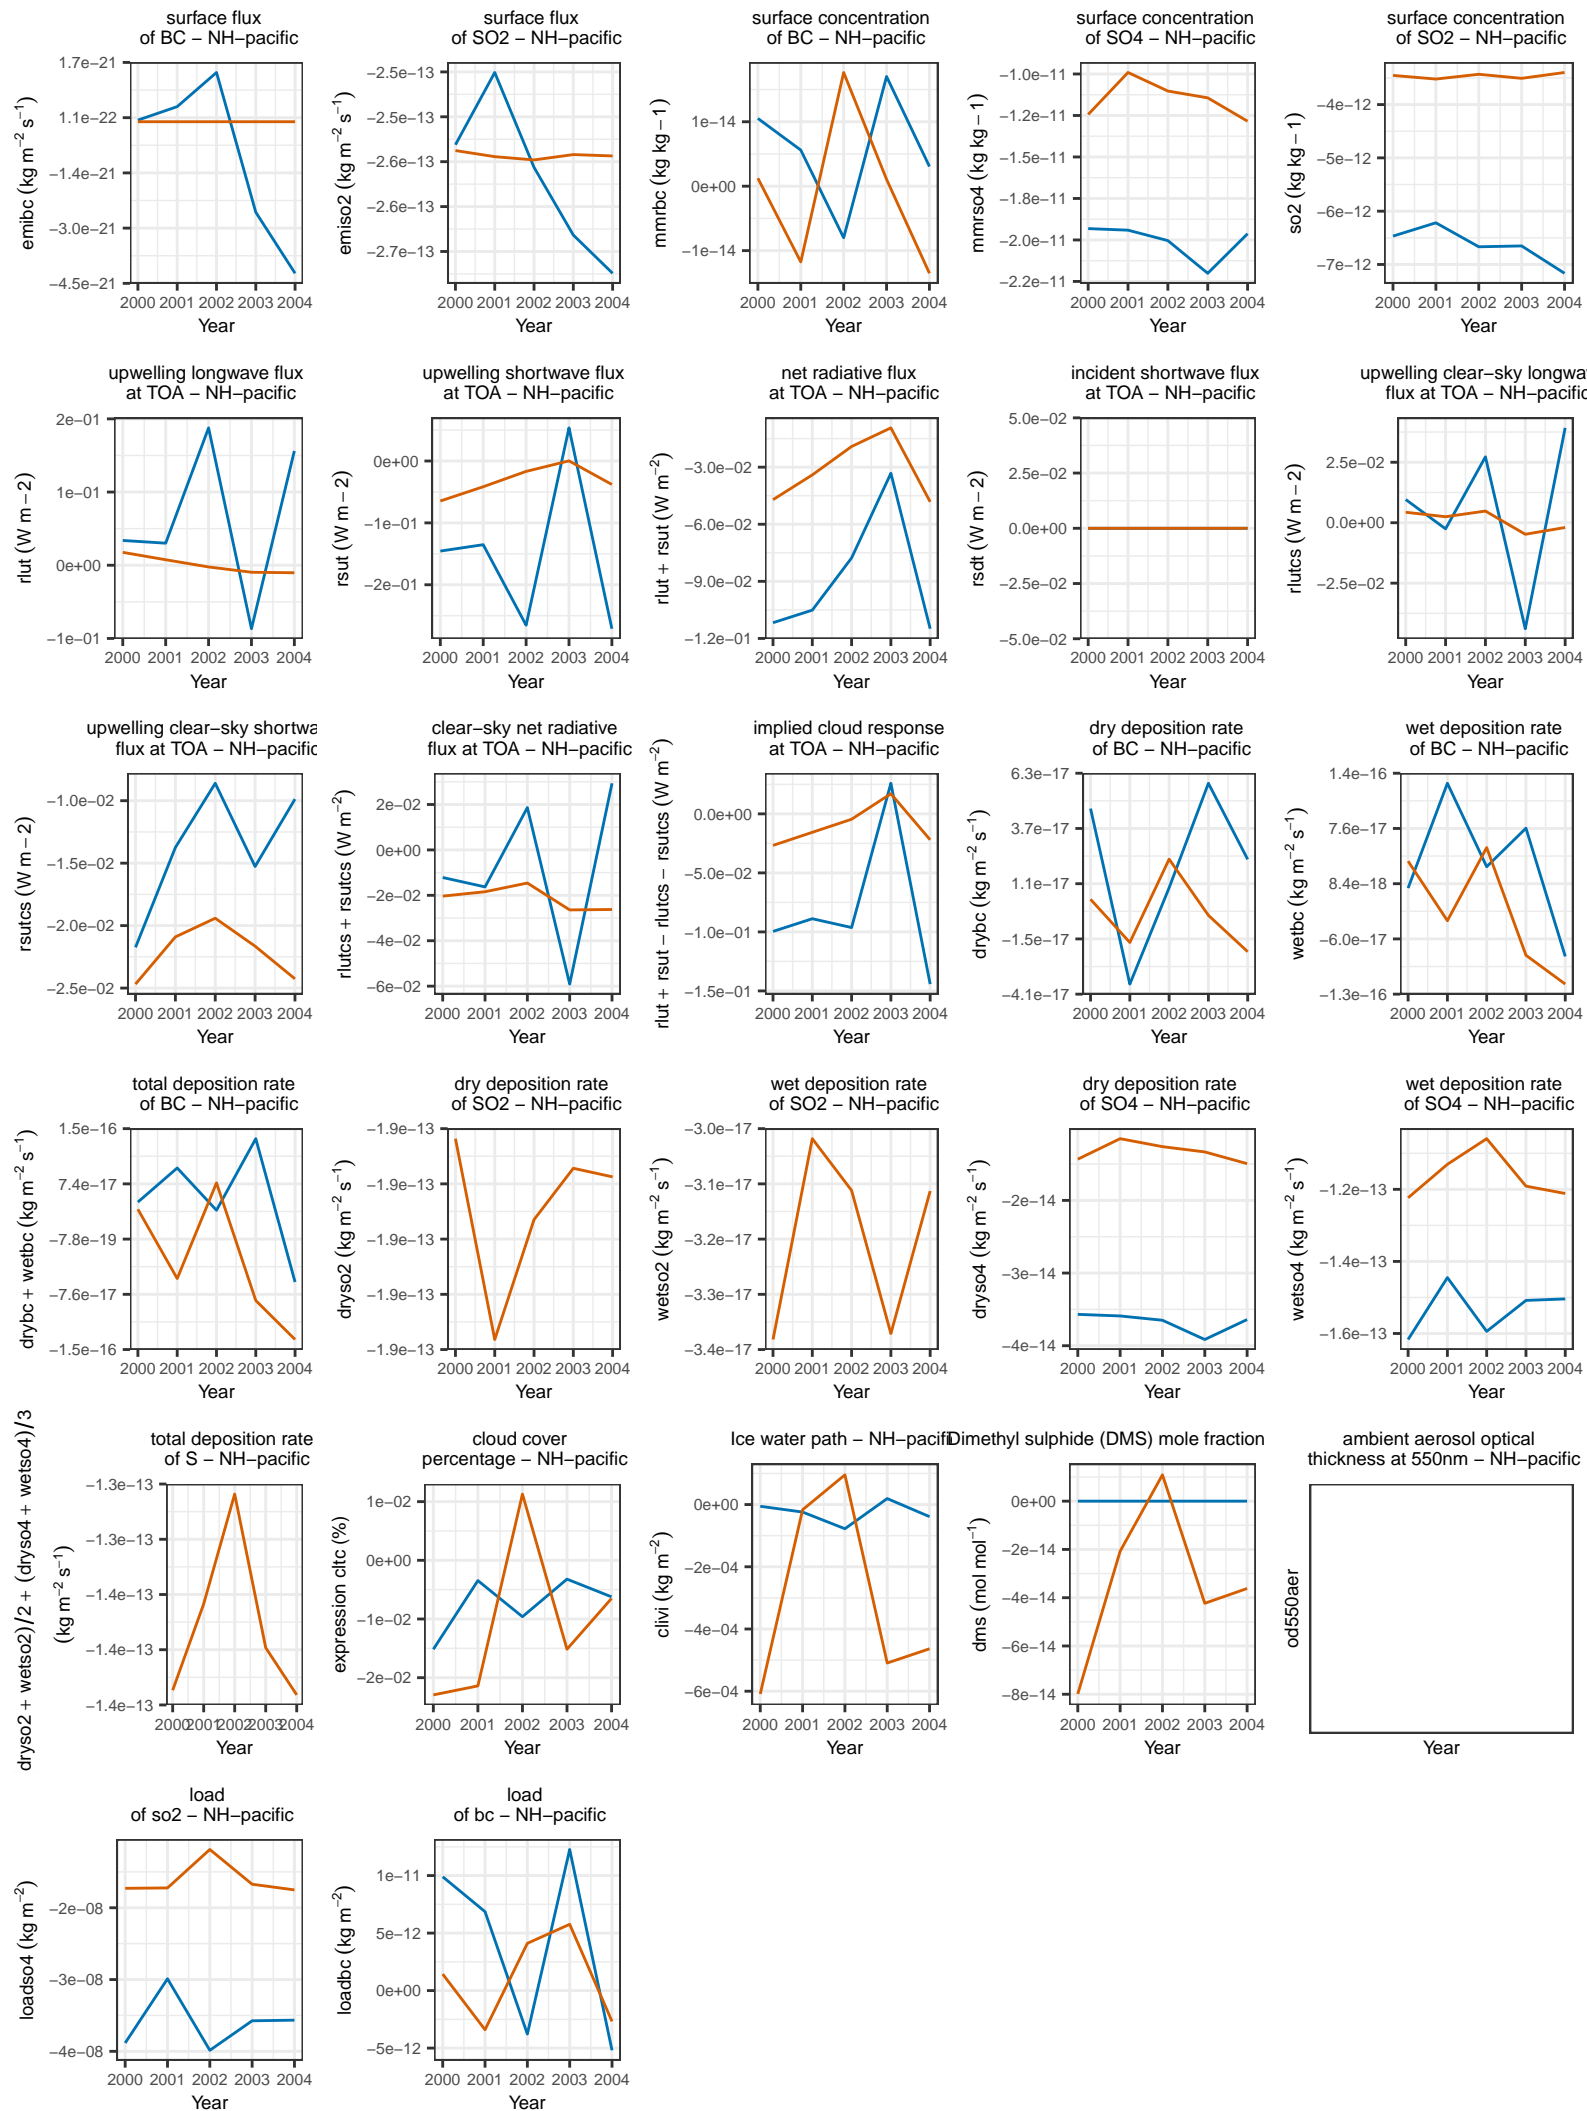 surface flux
of BC − NH−pacific
emibc (kg m−2 s−1)
1.7e−21
1.1e−22
−1.4e−21
−3.0e−21
−4.5e−21
2000 2001 2002 2003 2004
Year
surface flux
of SO2 − NH−pacific
emiso2 (kg m−2 s−1)
−2.5e−13
−2.5e−13
−2.6e−13
−2.6e−13
−2.7e−13
2000 2001 2002 2003 2004
Year
surface concentration
of BC − NH−pacific
mmrbc (kg kg − 1)
1e−14
0e+00
−1e−14
2000 2001 2002 2003 2004
Year
surface concentration
of SO4 − NH−pacific
mmrso4 (kg kg − 1)
−1.0e−11
−1.2e−11
−1.5e−11
−1.8e−11
−2.0e−11
−2.2e−11
2000 2001 2002 2003 2004
Year
surface concentration
of SO2 − NH−pacific
so2 (kg kg − 1)
−4e−12
−5e−12
−6e−12
−7e−12
2000 2001 2002 2003 2004
Year
upwelling longwave flux
at TOA − NH−pacific
rlut (W m − 2)
2e−01
1e−01
0e+00
−1e−01
2000 2001 2002 2003 2004
Year
upwelling shortwave flux
at TOA − NH−pacific
rsut (W m − 2)
0e+00
−1e−01
−2e−01
2000 2001 2002 2003 2004
Year
net radiative flux
at TOA − NH−pacific
rlut + rsut (W m−2)
−3.0e−02
−6.0e−02
−9.0e−02
−1.2e−01
2000 2001 2002 2003 2004
Year
incident shortwave flux
at TOA − NH−pacific
rsdt (W m − 2)
5.0e−02
2.5e−02
0.0e+00
−2.5e−02
−5.0e−02
2000 2001 2002 2003 2004
Year
upwelling clear−sky longwav
flux at TOA − NH−pacific
rlutcs (W m − 2)
2.5e−02
0.0e+00
−2.5e−02
2000 2001 2002 2003 2004
Year
upwelling clear−sky shortwa
flux at TOA − NH−pacific
rsutcs (W m − 2)
−1.0e−02
−1.5e−02
−2.0e−02
−2.5e−02
2000 2001 2002 2003 2004
Year
clear−sky net radiative
flux at TOA − NH−pacific
rlutcs + rsutcs (W m−2)
2e−02
0e+00
−2e−02
−4e−02
−6e−02
2000 2001 2002 2003 2004
Year
implied cloud response
at TOA − NH−pacific
rlut + rsut − rlutcs − rsutcs (W m−2)
0.0e+00
−5.0e−02
−1.0e−01
−1.5e−01
2000 2001 2002 2003 2004
Year
dry deposition rate
of BC − NH−pacific
drybc (kg m−2 s−1)
6.3e−17
3.7e−17
1.1e−17
−1.5e−17
−4.1e−17
2000 2001 2002 2003 2004
Year
wet deposition rate
of BC − NH−pacific
wetbc (kg m−2 s−1)
1.4e−16
7.6e−17
8.4e−18
−6.0e−17
−1.3e−16
2000 2001 2002 2003 2004
Year
total deposition rate
of BC − NH−pacific
drybc + wetbc (kg m−2 s−1)
1.5e−16
7.4e−17
−7.8e−19
−7.6e−17
−1.5e−16
2000 2001 2002 2003 2004
Year
dry deposition rate
of SO2 − NH−pacific
dryso2 (kg m−2 s−1)
−1.9e−13
−1.9e−13
−1.9e−13
−1.9e−13
−1.9e−13
2000 2001 2002 2003 2004
Year
wet deposition rate
of SO2 − NH−pacific
wetso2 (kg m−2 s−1)
−3.0e−17
−3.1e−17
−3.2e−17
−3.3e−17
−3.4e−17
2000 2001 2002 2003 2004
Year
dry deposition rate
of SO4 − NH−pacific
dryso4 (kg m−2 s−1)
−2e−14
−3e−14
−4e−14
2000 2001 2002 2003 2004
Year
wet deposition rate
of SO4 − NH−pacific
wetso4 (kg m−2 s−1)
−1.2e−13
−1.4e−13
−1.6e−13
2000 2001 2002 2003 2004
Year
total deposition rate
of S − NH−pacific
dryso2 + wetso2)/2 + (dryso4 + wetso4)/3
(kg m−2 s−1)
−1.3e−13
−1.3e−13
−1.4e−13
−1.4e−13
−1.4e−13
2000 2001 2002 2003 2004
Year
cloud cover
percentage − NH−pacific
expression cltc (%)
1e−02
0e+00
−1e−02
−2e−02
2000 2001 2002 2003 2004
Year
Ice water path − NH−pacifi
clivi (kg m−2)
0e+00
−2e−04
−4e−04
−6e−04
2000 2001 2002 2003 2004
Year
Dimethyl sulphide (DMS) mole fraction
dms (mol mol−1)
0e+00
−2e−14
−4e−14
−6e−14
−8e−14
2000 2001 2002 2003 2004
Year
ambient aerosol optical
thickness at 550nm − NH−pacific
od550aer
Year
load
of so2 − NH−pacific
loadso4 (kg m−2)
−2e−08
−3e−08
−4e−08
2000 2001 2002 2003 2004
Year
load
of bc − NH−pacific
loadbc (kg m−2)
1e−11
5e−12
0e+00
−5e−12
2000 2001 2002 2003 2004
Year